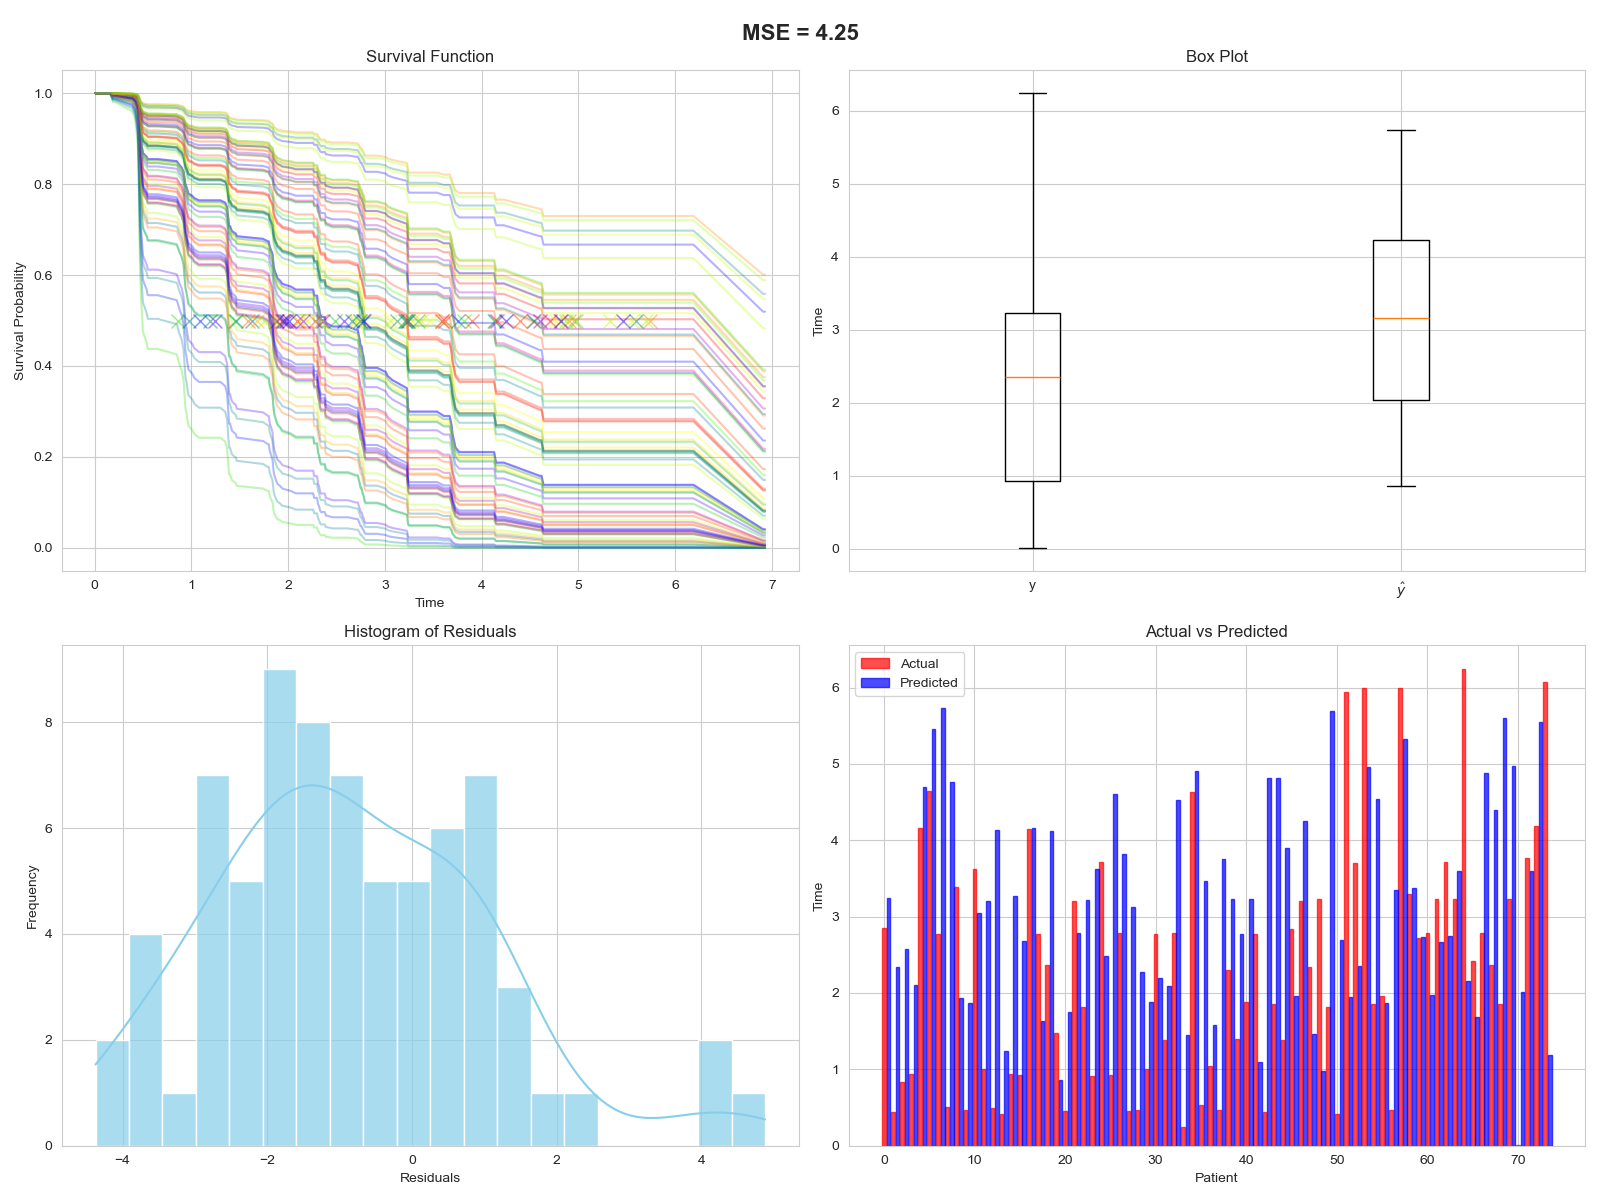 MSE = 4.25
Survival Function
Survival Probability
1.0
0.8
0.6
0.4
0.2
0.0
0 1 2 3 4 5 6 7
Time
Box Plot
Time
6
5
4
3
2
1
0
y ŷ
Histogram of Residuals
Frequency
8
6
4
2
0
−4 −2 0 2 4
Residuals
Actual vs Predicted
Actual
Predicted
Time
6
5
4
3
2
1
0
0 10 20 30 40 50 60 70
Patient